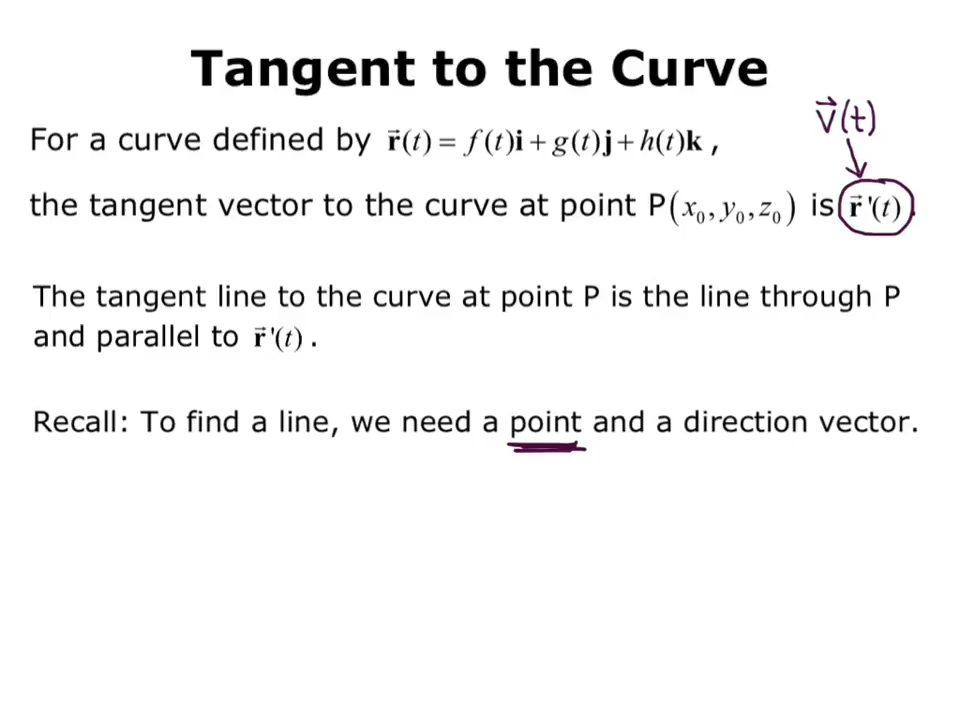 Tangent to the Curve
v⃗(t)
For a curve defined by r⃗(t) = f(t)i + g(t)j + h(t)k ,
the tangent vector to the curve at point P(x₀, y₀, z₀) is r⃗ '(t).
The tangent line to the curve at point P is the line through P
and parallel to r⃗ '(t) .
Recall: To find a line, we need a point and a direction vector.